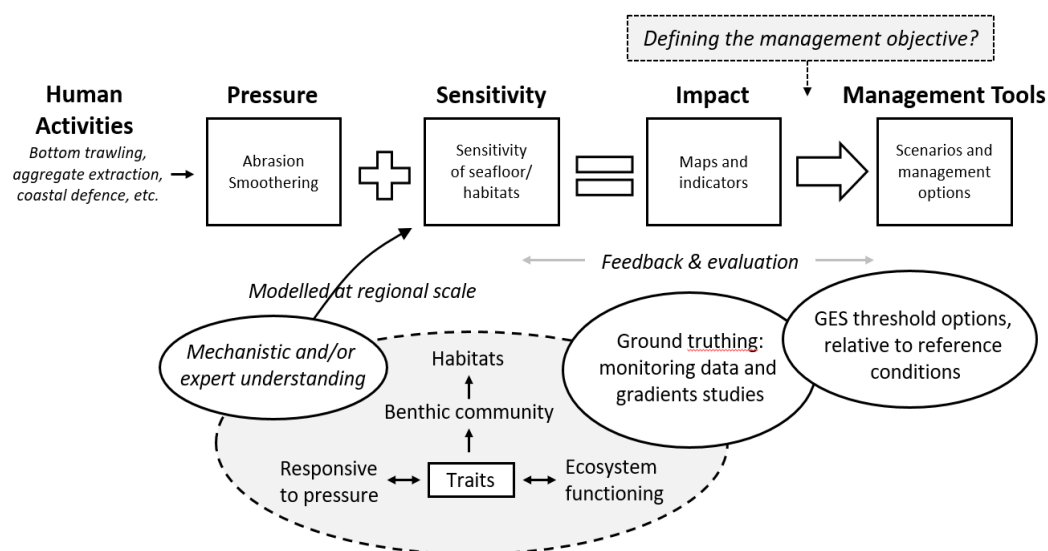 Defining the management objective?
Human
Activities
Bottom trawling,
aggregate extraction,
coastal defence, etc.
Pressure
Abrasion
Smoothering
Sensitivity
Sensitivity
of seafloor/
habitats
Impact
Maps and
indicators
Management Tools
Scenarios and
management
options
Feedback & evaluation
Modelled at regional scale
Mechanistic and/or
expert understanding
Habitats
Benthic community
Responsive
to pressure
Traits
Ecosystem
functioning
Ground truthing:
monitoring data and
gradients studies
GES threshold options,
relative to reference
conditions